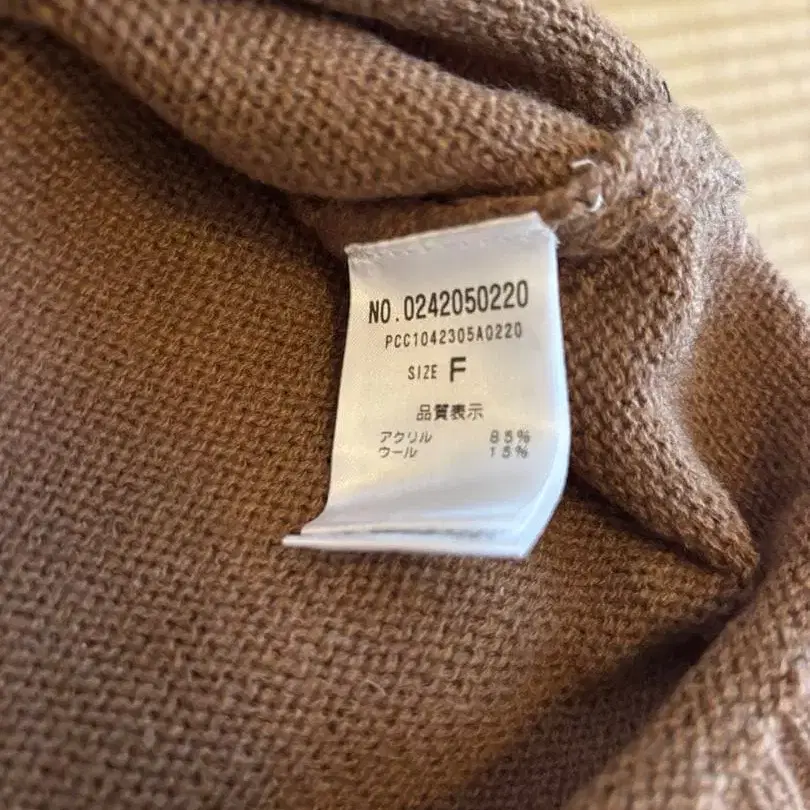 NO.0242050220
PCC1042305A0220
SIZE F
品質表示
アクリル 85%
ウール 15%